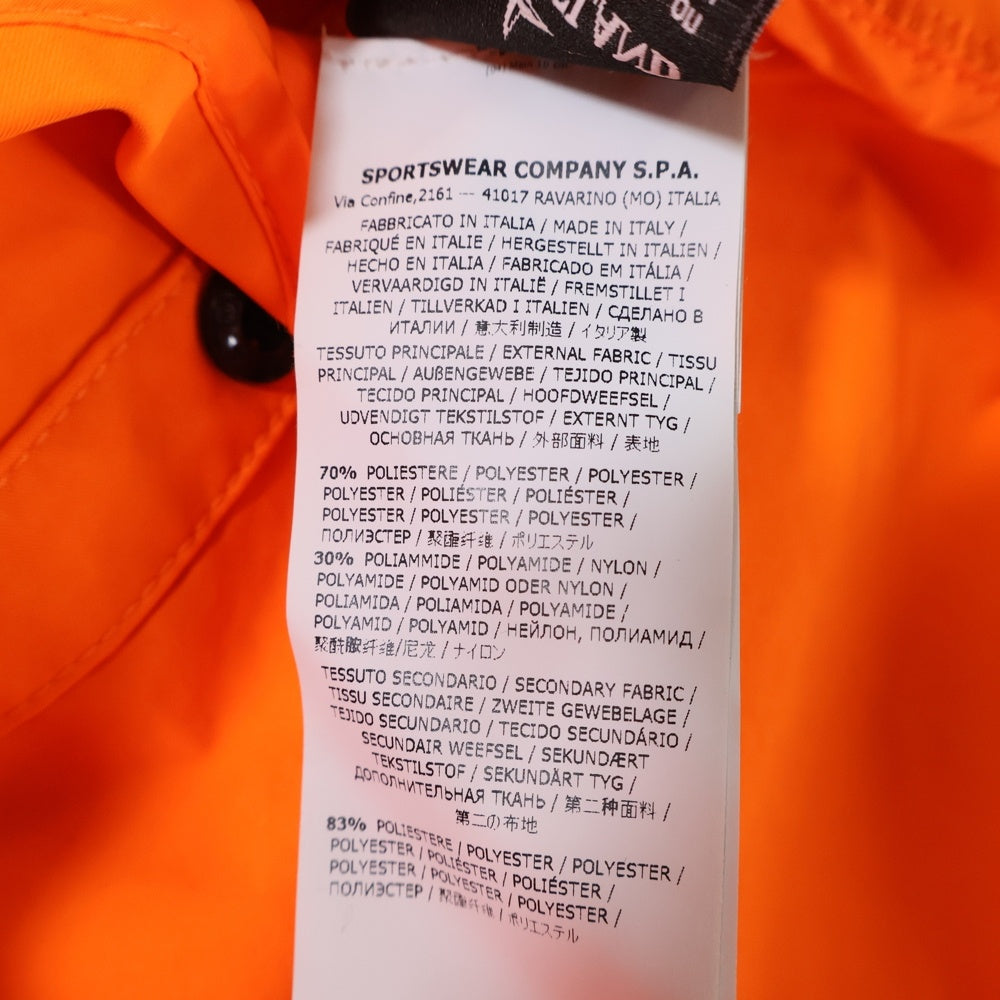 SPORTSWEAR COMPANY S.P.A.
Via Confine,2161 --- 41017 RAVARINO (MO) ITALIA
FABBRICATO IN ITALIA / MADE IN ITALY /
FABRIQUÉ EN ITALIE / HERGESTELLT IN ITALIEN /
HECHO EN ITALIA / FABRICADO EM ITÁLIA /
VERVAARDIGD IN ITALIË / FREMSTILLET I
ITALIEN / TILLVERKAD I ITALIEN / СДЕЛАНО В
ИТАЛИИ / 意大利制造 / イタリア製
TESSUTO PRINCIPALE / EXTERNAL FABRIC / TISSU
PRINCIPAL / AUßENGEWEBE / TEJIDO PRINCIPAL /
TECIDO PRINCIPAL / HOOFDWEEFSEL /
UDVENDIGT TEKSTILSTOF / EXTERNT TYG /
ОСНОВНАЯ ТКАНЬ / 外部面料 / 表地
70% POLIESTERE / POLYESTER / POLYESTER /
POLYESTER / POLIÉSTER / POLIÉSTER /
POLYESTER / POLYESTER / POLYESTER /
ПОЛИЭСТЕР / 聚酯纤维 / ポリエステル
30% POLIAMMIDE / POLYAMIDE / NYLON /
POLYAMIDE / POLYAMID ODER NYLON /
POLIAMIDA / POLIAMIDA / POLYAMIDE /
POLYAMID / POLYAMID / НЕЙЛОН, ПОЛИАМИД /
聚酰胺纤维/尼龙 / ナイロン
TESSUTO SECONDARIO / SECONDARY FABRIC /
TISSU SECONDAIRE / ZWEITE GEWEBELAGE /
TEJIDO SECUNDARIO / TECIDO SECUNDÁRIO /
SECUNDAIR WEEFSEL / SEKUNDÆRT
TEKSTILSTOF / SEKUNDÄRT TYG /
ДОПОЛНИТЕЛЬНАЯ ТКАНЬ / 第二种面料 /
第二の布地
83% POLIESTERE / POLYESTER / POLYESTER /
POLYESTER / POLIÉSTER / POLIÉSTER /
POLYESTER / POLYESTER / POLYESTER /
ПОЛИЭСТЕР / 聚酯纤维 / ポリエステル